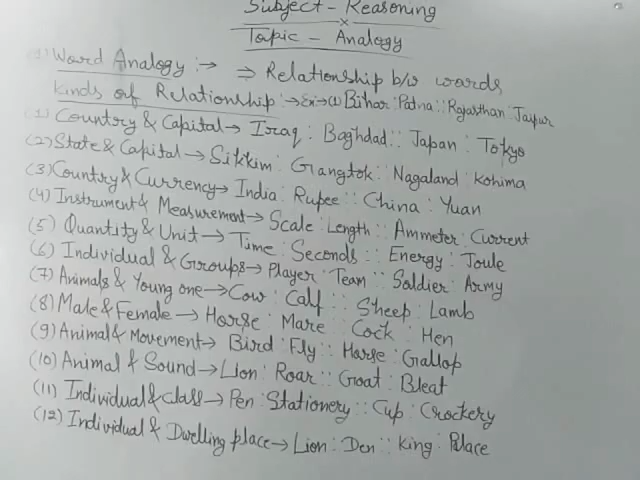 Subject - Reasoning
×
Topic - Analogy
(1) Word Analogy :→ ⇒ Relationship b/w words
Kinds of Relationship :→ Ex → (1) Bihar : Patna :: Rajasthan : Jaipur
(1) Country & Capital → Iraq : Baghdad :: Japan : Tokyo
(2) State & Capital → Sikkim : Gangtok :: Nagaland : Kohima
(3) Country & Currency → India : Rupee :: China : Yuan
(4) Instrument & Measurement → Scale : Length :: Ammeter : Current
(5) Quantity & Unit → Time : Seconds :: Energy : Joule
(6) Individual & Groups → Player : Team :: Soldier : Army
(7) Animals & Young one → Cow : Calf :: Sheep : Lamb
(8) Male & Female → Horse : Mare :: Cock : Hen
(9) Animal & Movement → Bird : Fly :: Horse : Gallop
(10) Animal & Sound → Lion : Roar :: Goat : Bleat
(11) Individual & Class → Pen : Stationery :: Cup : Crockery
(12) Individual & Dwelling place → Lion : Den :: King : Palace